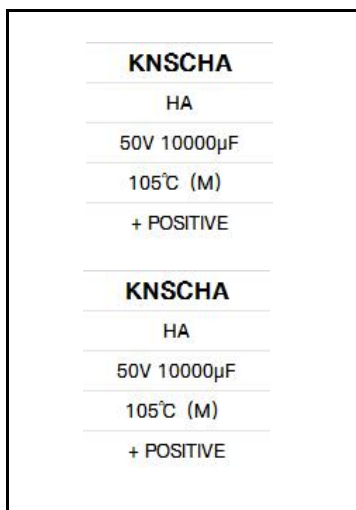 KNSCHA
HA
50V 10000μF
105℃ (M)
+ POSITIVE
KNSCHA
HA
50V 10000μF
105℃ (M)
+ POSITIVE